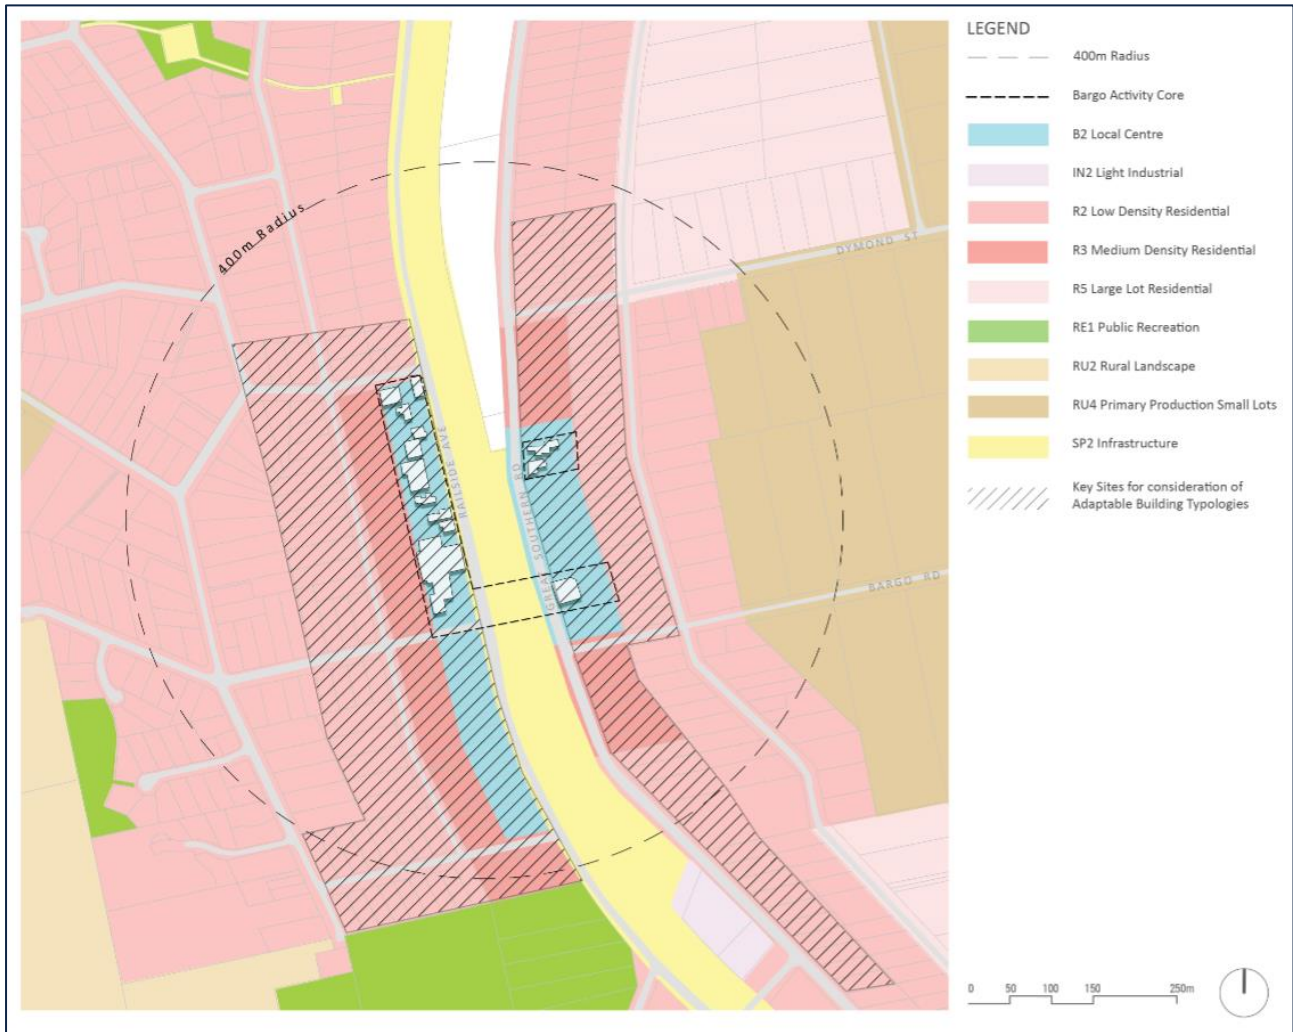 LEGEND
400m Radius
Bargo Activity Core
B2 Local Centre
IN2 Light Industrial
R2 Low Density Residential
R3 Medium Density Residential
R5 Large Lot Residential
RE1 Public Recreation
RU2 Rural Landscape
RU4 Primary Production Small Lots
SP2 Infrastructure
Key Sites for consideration of
Adaptable Building Typologies
400m Radius
DYMOND ST
RAILSIDE AVE
GREAT SOUTHERN RD
BARGO RD
0 50 100 150 250m